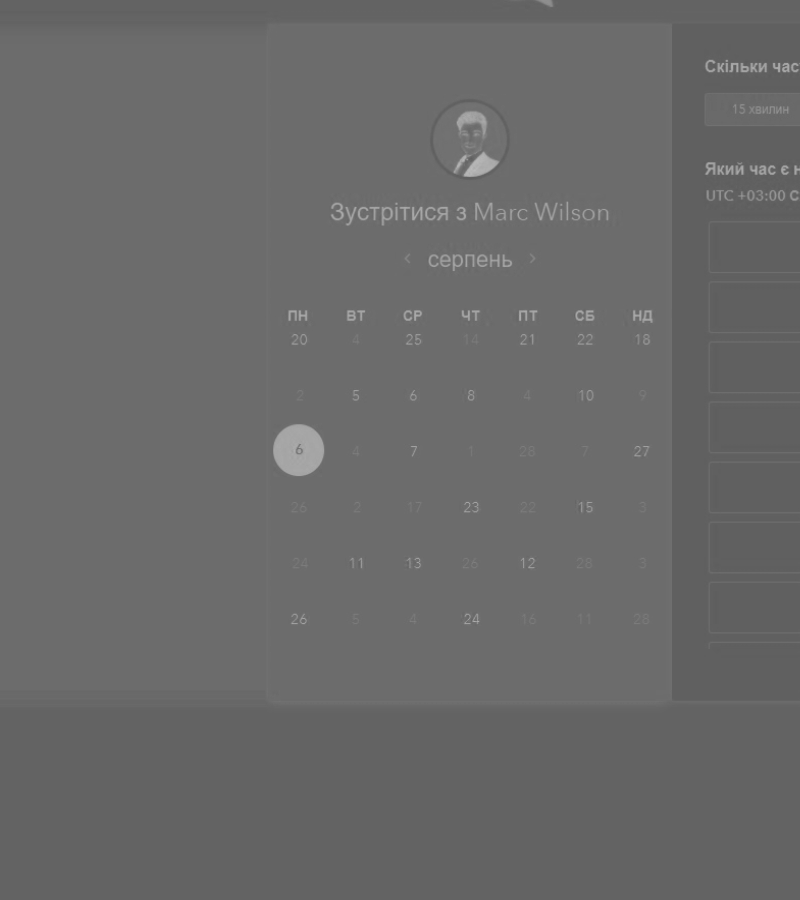 Зустрітися з Marc Wilson
‹ серпень ›
ПН ВТ СР ЧТ ПТ СБ НД
20 4 25 14 21 22 18
2 5 6 8 4 10 9
6 4 7 1 28 7 27
26 2 17 23 22 15 3
24 11 13 26 12 28 3
26 5 4 24 16 11 28
Скільки час
15 хвилин
Який час є н
UTC +03:00 С